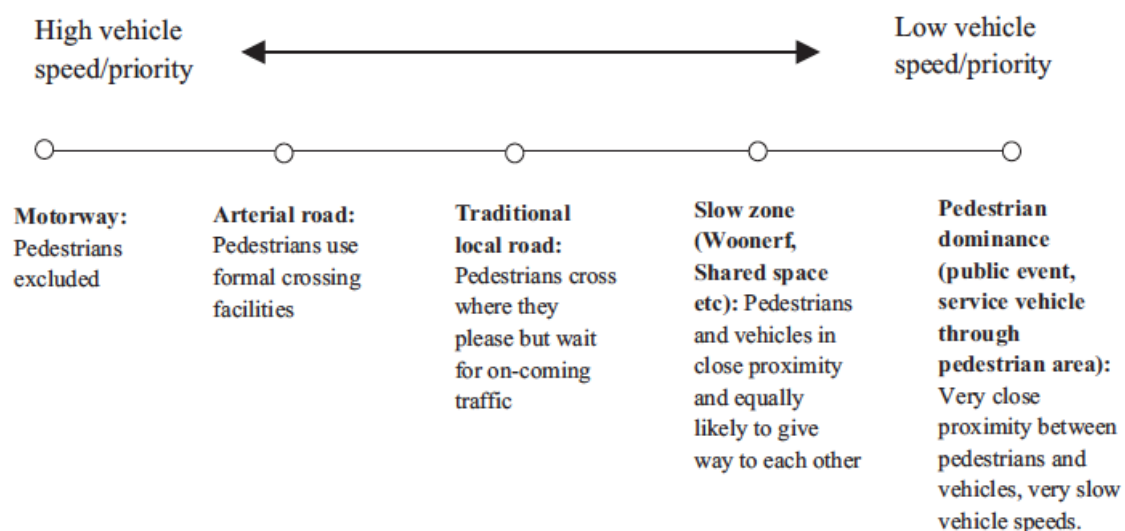 High vehicle
speed/priority
Low vehicle
speed/priority
Motorway:
Pedestrians
excluded
Arterial road:
Pedestrians use
formal crossing
facilities
Traditional
local road:
Pedestrians cross
where they
please but wait
for on-coming
traffic
Slow zone
(Woonerf,
Shared space
etc): Pedestrians
and vehicles in
close proximity
and equally
likely to give
way to each other
Pedestrian
dominance
(public event,
service vehicle
through
pedestrian area):
Very close
proximity between
pedestrians and
vehicles, very slow
vehicle speeds.